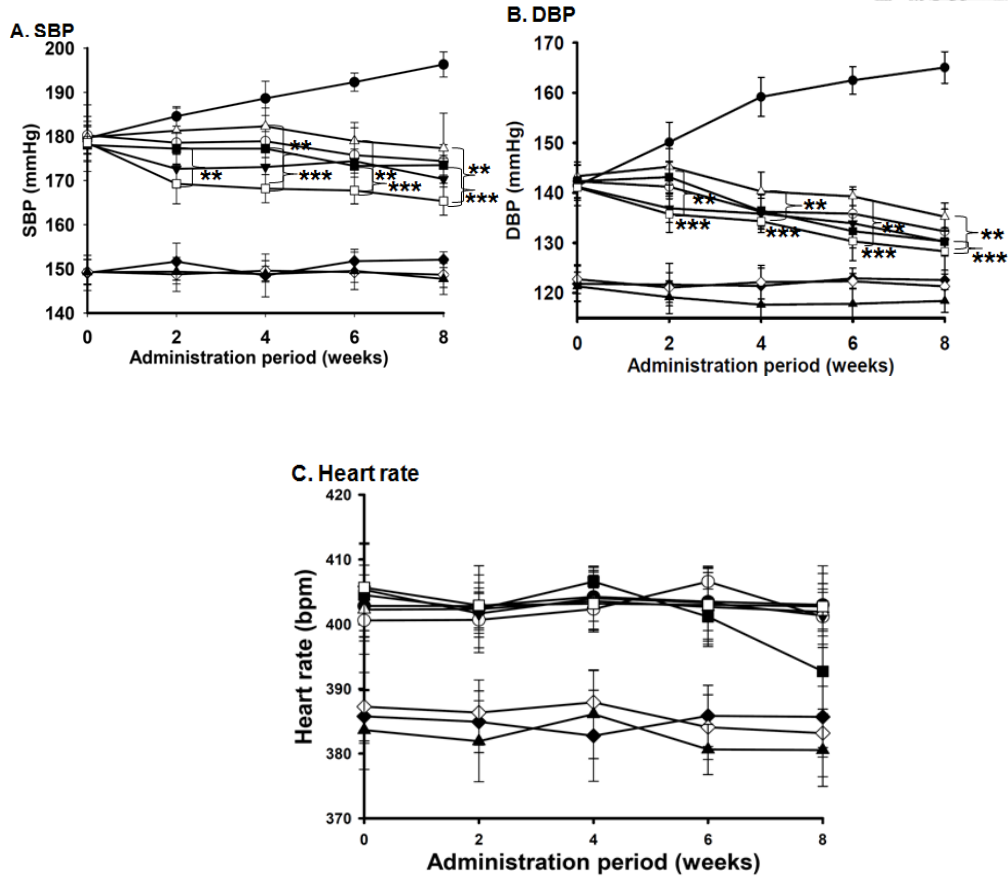 A. SBP
200
190
180
170
160
150
140
SBP (mmHg)
** ** *** ** *** ** ***
0 2 4 6 8
Administration period (weeks)
B. DBP
170
160
150
140
130
120
DBP (mmHg)
** *** ** *** ** *** ** ***
0 2 4 6 8
Administration period (weeks)
C. Heart rate
420
410
400
390
380
370
Heart rate (bpm)
0 2 4 6 8
Administration period (weeks)